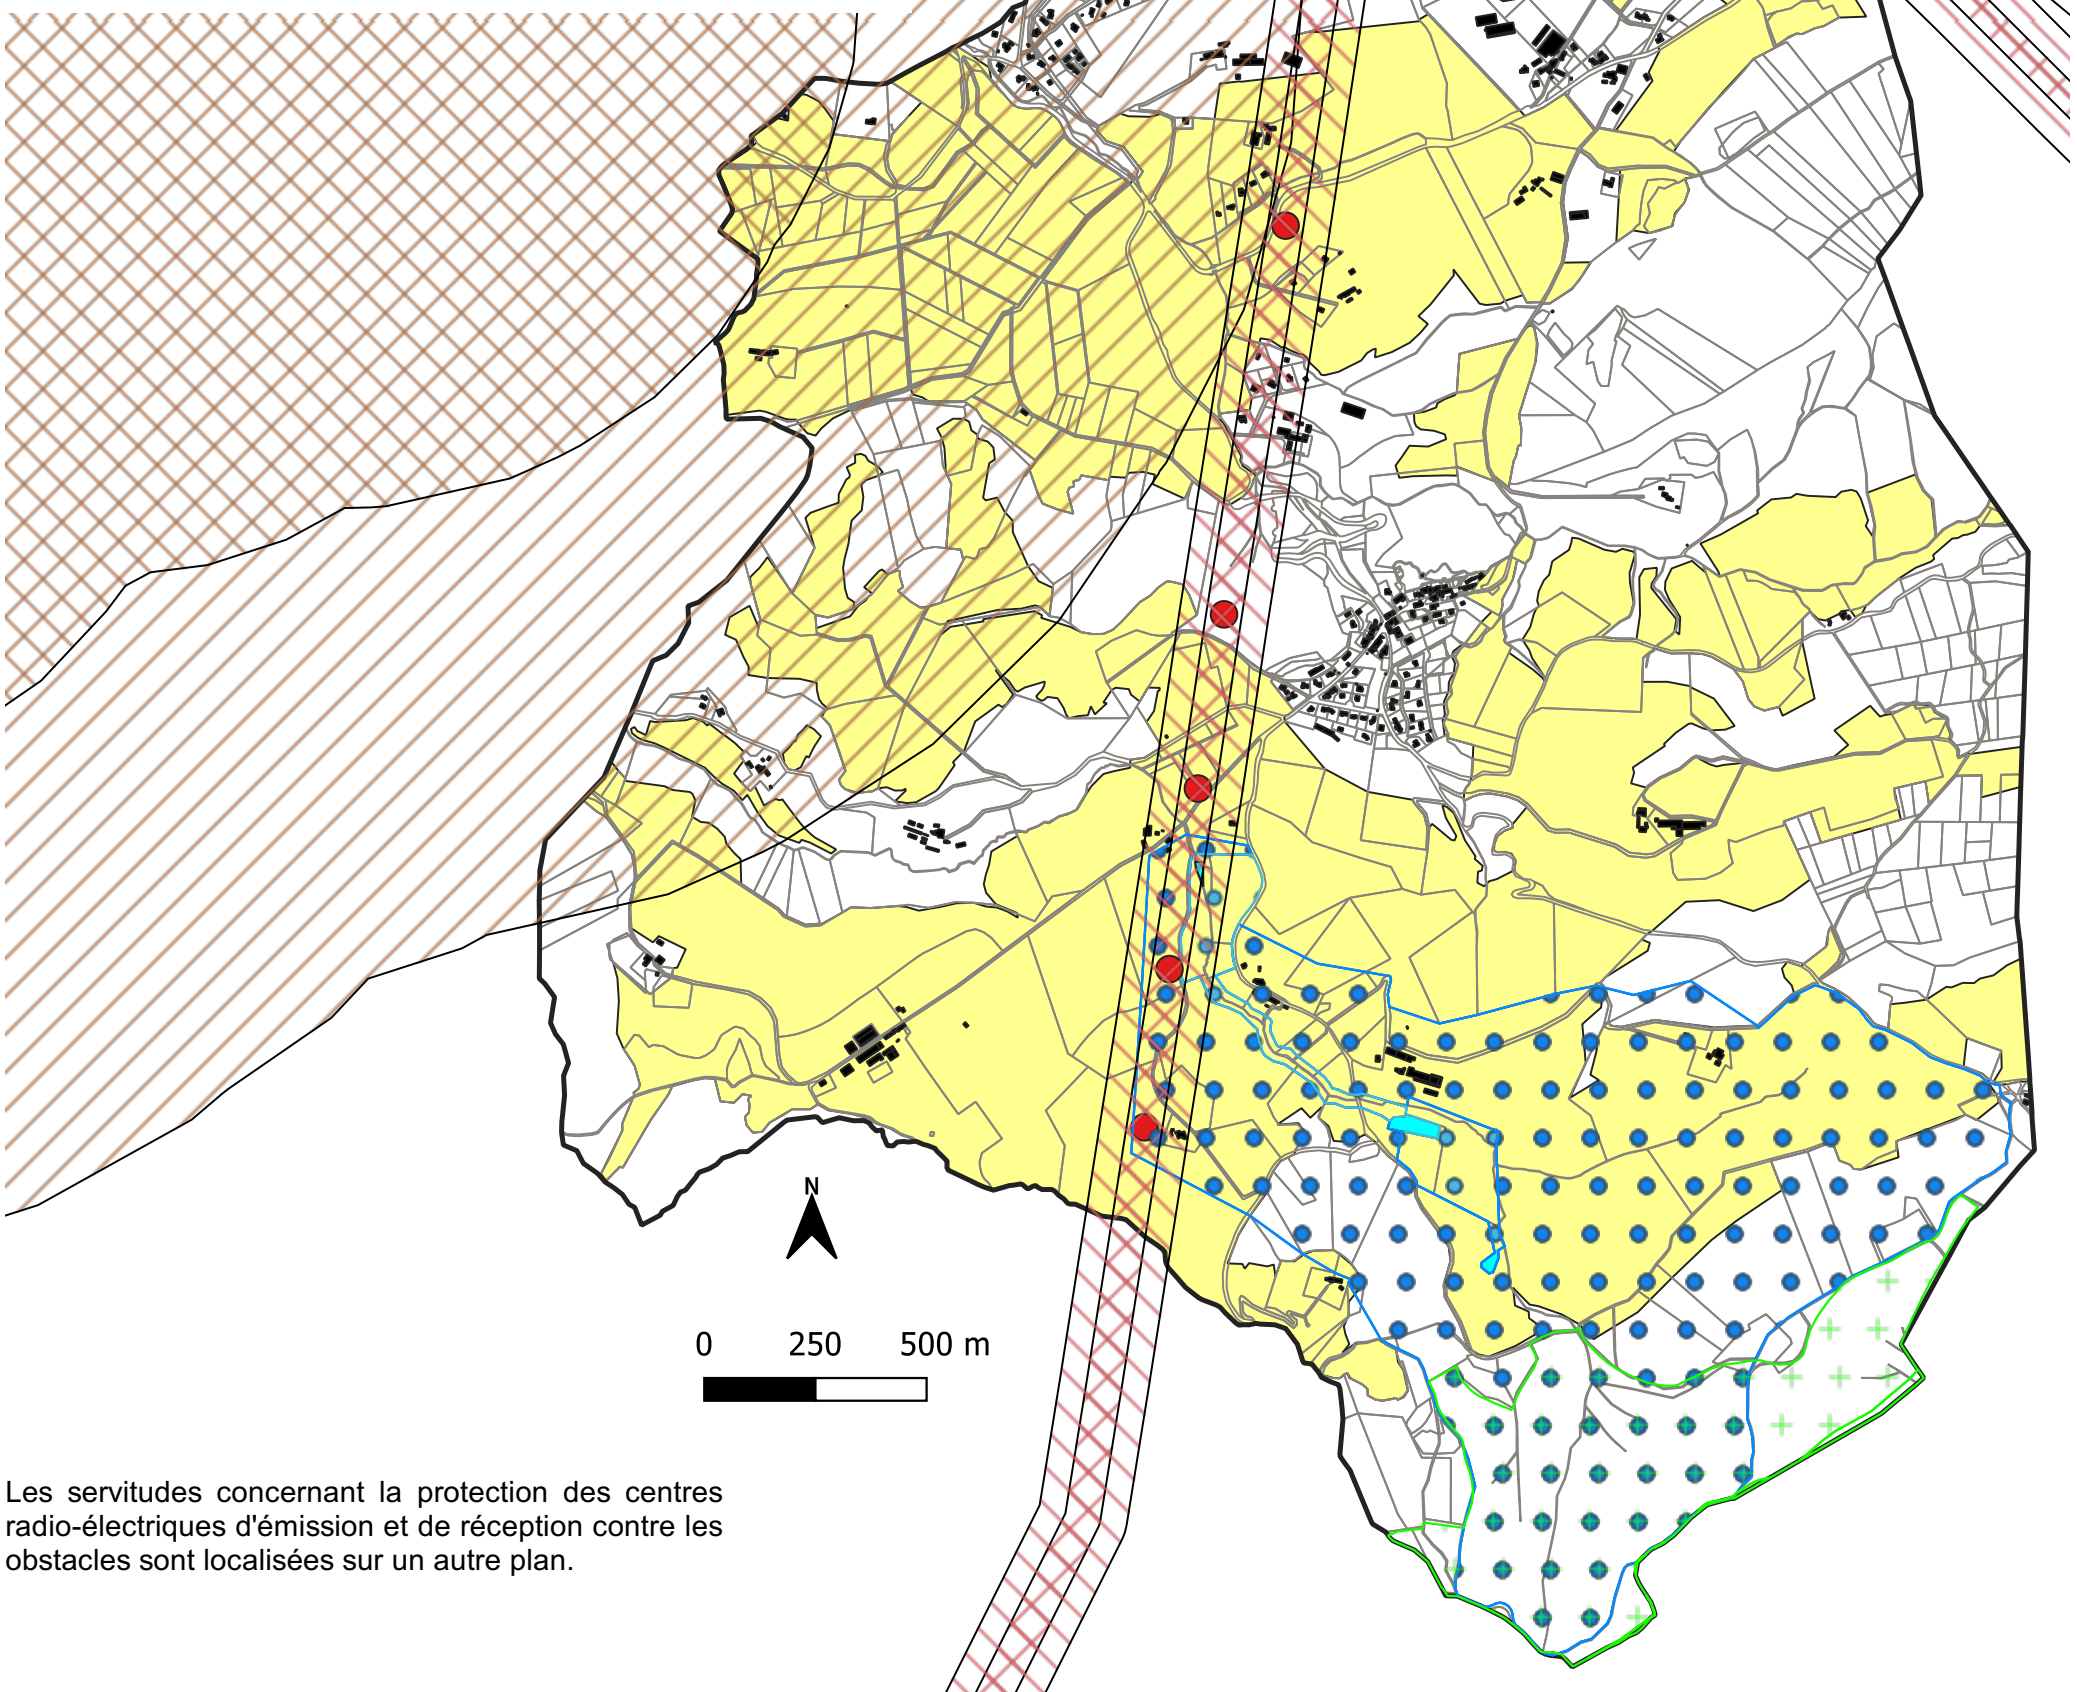 N
0 250 500 m
Les servitudes concernant la protection des centres
radio-électriques d'émission et de réception contre les
obstacles sont localisées sur un autre plan.